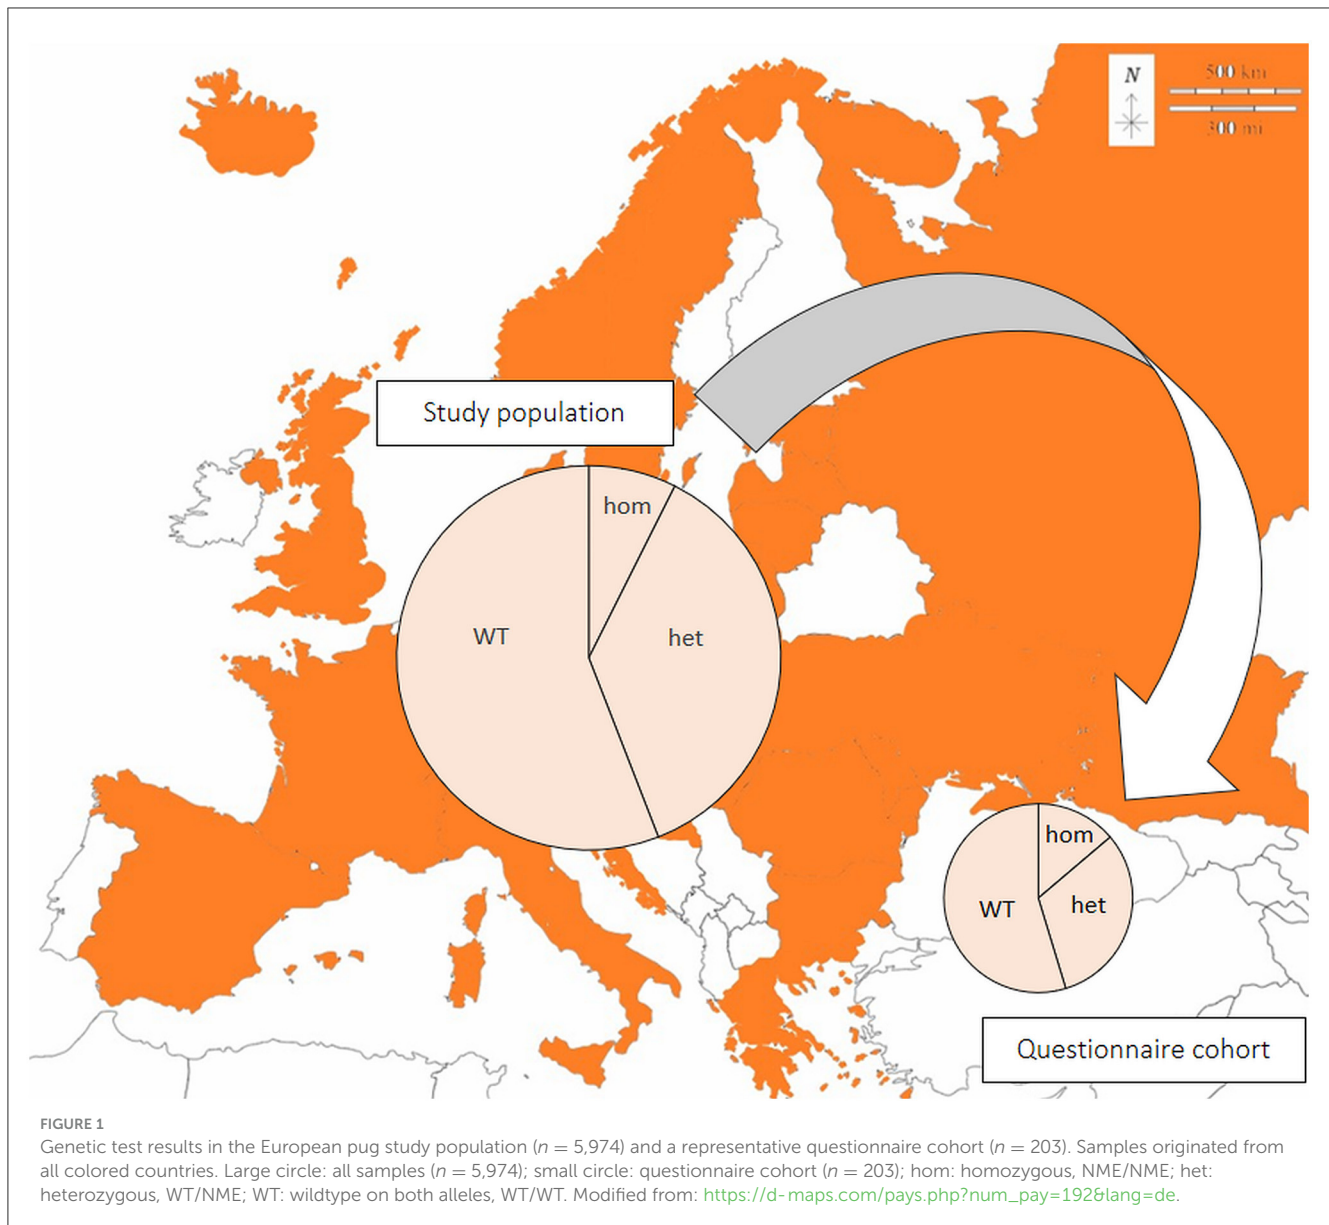 N
500 km
300 mi
Study population
hom
WT
het
hom
WT
het
Questionnaire cohort
FIGURE 1
Genetic test results in the European pug study population (n = 5,974) and a representative questionnaire cohort (n = 203). Samples originated from
all colored countries. Large circle: all samples (n = 5,974); small circle: questionnaire cohort (n = 203); hom: homozygous, NME/NME; het:
heterozygous, WT/NME; WT: wildtype on both alleles, WT/WT. Modified from: https://d-maps.com/pays.php?num_pay=192&lang=de.